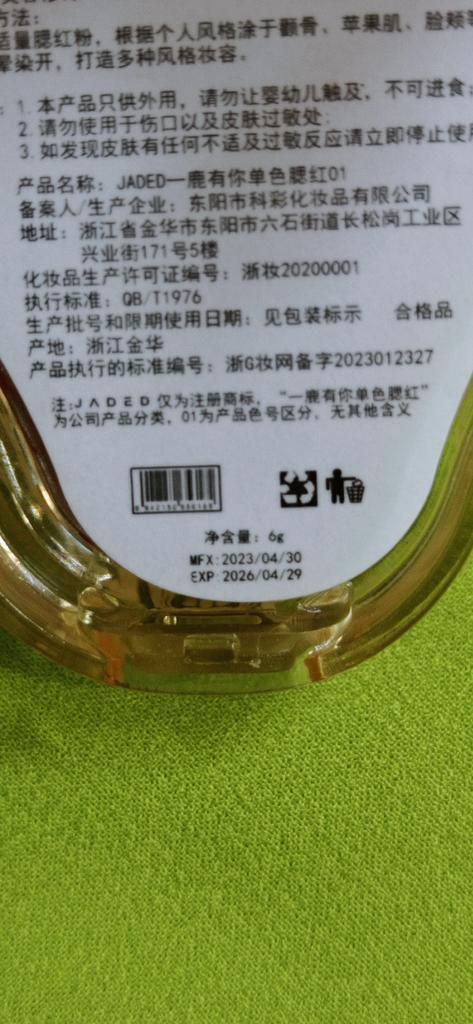 方法：
适量腮红粉，根据个人风格涂于颧骨、苹果肌、脸颊
晕染开，打造多种风格妆容。
：1.本产品只供外用，请勿让婴幼儿触及，不可进食；
2.请勿使用于伤口以及皮肤过敏处；
3.如发现皮肤有任何不适及过敏反应请立即停止使用
产品名称：JADED一鹿有你单色腮红01
备案人/生产企业：东阳市科彩化妆品有限公司
地址：浙江省金华市东阳市六石街道长松岗工业区
兴业街171号5楼
化妆品生产许可证编号：浙妆20200001
执行标准：QB/T1976
生产批号和限期使用日期：见包装标示 合格品
产地：浙江金华
产品执行的标准编号：浙G妆网备字2023012327
注:JADED 仅为注册商标，“一鹿有你单色腮红”
为公司产品分类，01为产品色号区分，无其他含义
净含量：6g
MFX:2023/04/30
EXP:2026/04/29